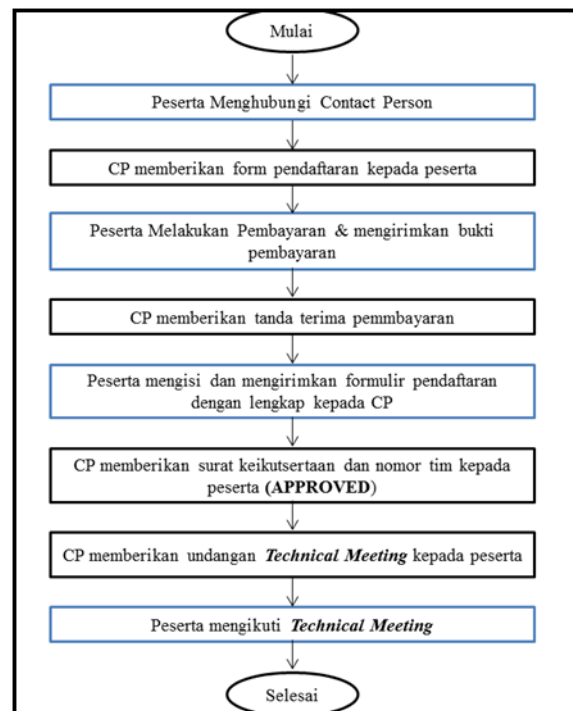 Mulai
Peserta Menghubungi Contact Person
CP memberikan form pendaftaran kepada peserta
Peserta Melakukan Pembayaran & mengirimkan bukti
pembayaran
CP memberikan tanda terima pemmbayaran
Peserta mengisi dan mengirimkan formulir pendaftaran
dengan lengkap kepada CP
CP memberikan surat keikutsertaan dan nomor tim kepada
peserta (APPROVED)
CP memberikan undangan Technical Meeting kepada peserta
Peserta mengikuti Technical Meeting
Selesai